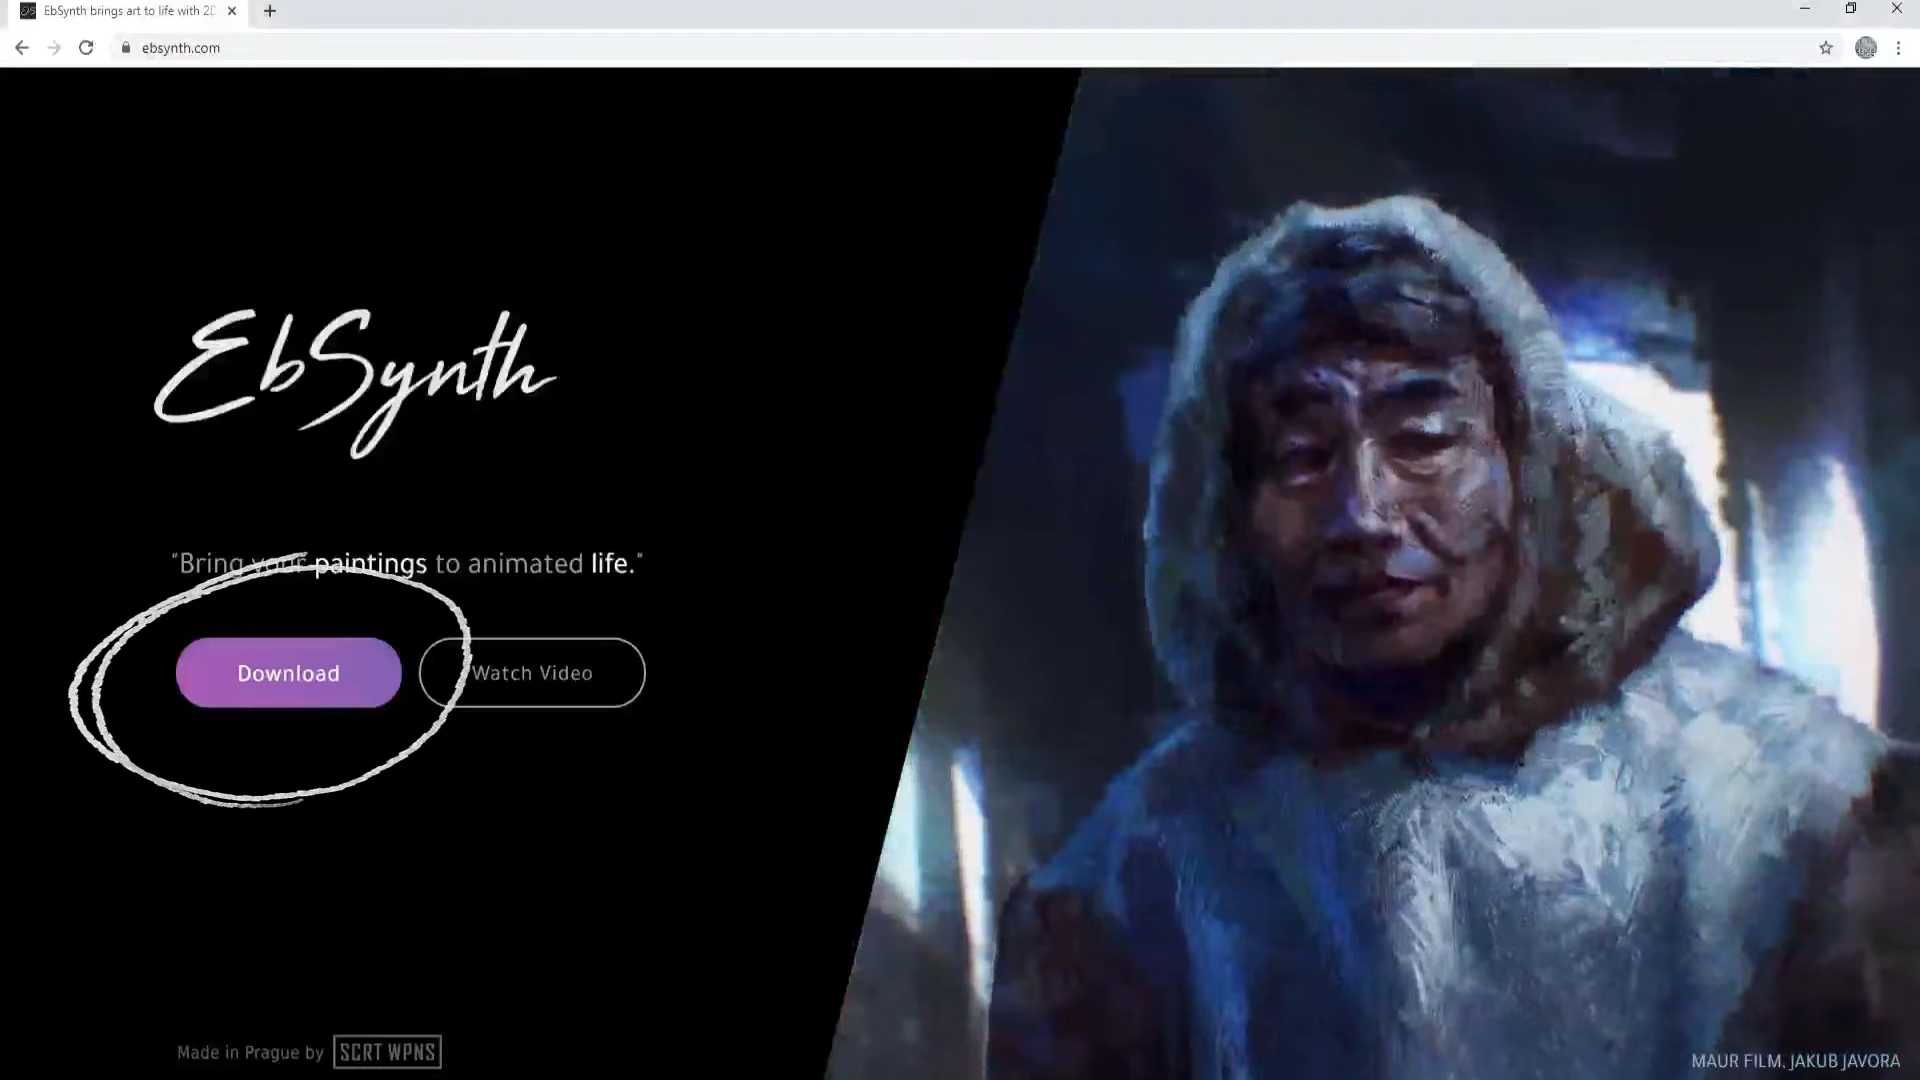 EbSynth brings art to life with 2D
ebsynth.com
EbSynth
"Bring your paintings to animated life."
Download
Watch Video
Made in Prague by SCRT WPNS
MAUR FILM, JAKUB JAVORA